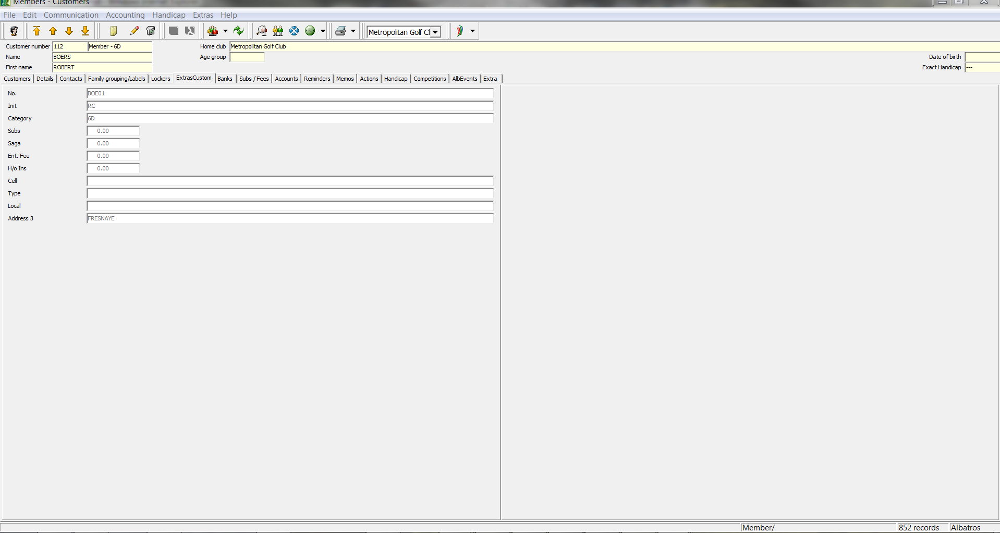 Members - Customers
File Edit Communication Accounting Handicap Extras Help
Metropolitan Golf Cl
Customer number 112 Member - 6D Home club Metropolitan Golf Club
Name BOERS Age group Date of birth
First name ROBERT Exact Handicap ---
Customers Details Contacts Family grouping/Labels Lockers ExtrasCustom Banks Subs / Fees Accounts Reminders Memos Actions Handicap Competitions AlbEvents Extra
No. BOE01
Init RC
Category 6D
Subs 0.00
Saga 0.00
Ent. Fee 0.00
H/o Ins 0.00
Cell
Type
Local
Address 3 FRESNAYE
Member/ 852 records Albatros